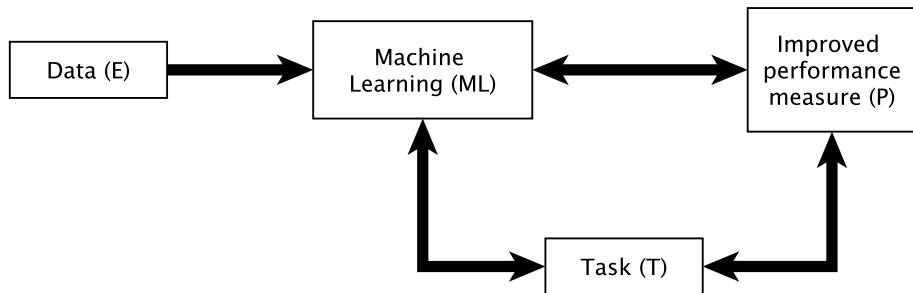 Data (E)
Machine
Learning (ML)
Improved
performance
measure (P)
Task (T)